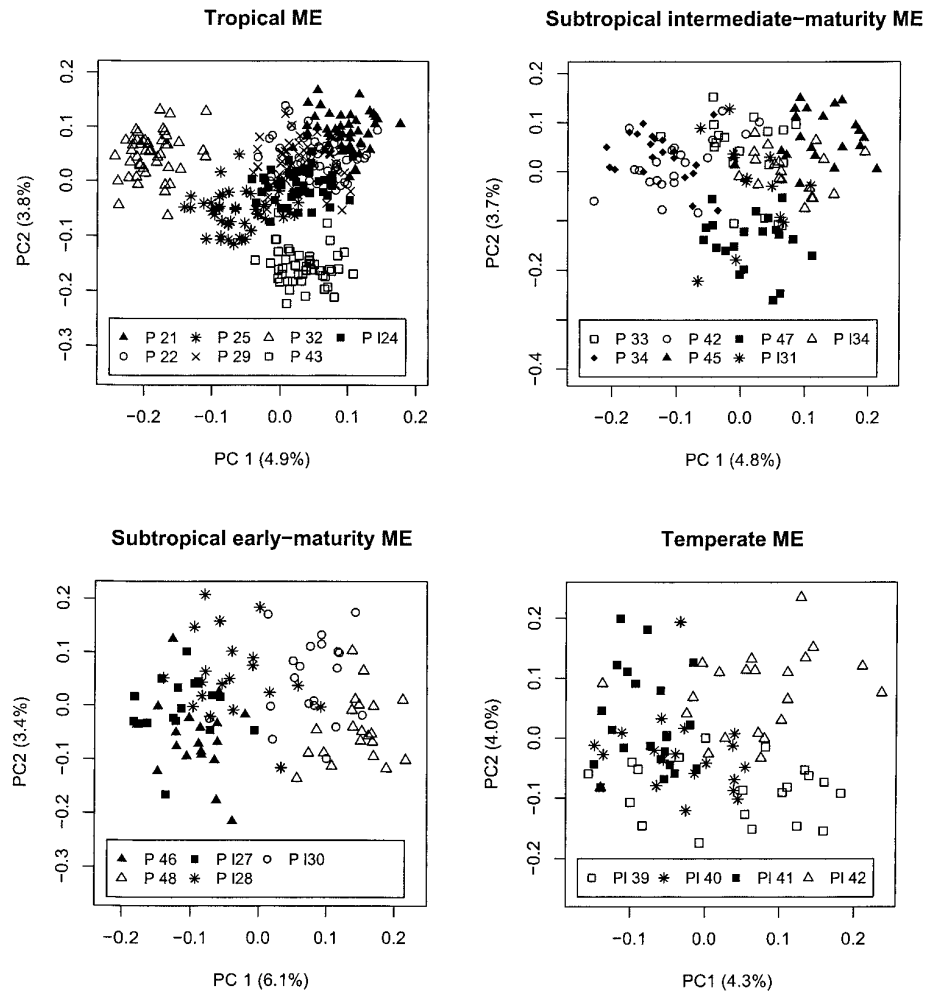 Tropical ME
0.2
0.1
0.0
−0.1
−0.2
−0.3
PC2 (3.8%)
P 21 P 25 P 32 P I24
P 22 P 29 P 43
−0.2 −0.1 0.0 0.1 0.2
PC 1 (4.9%)
Subtropical intermediate−maturity ME
0.2
0.0
−0.2
−0.4
PC2 (3.7%)
P 33 P 42 P 47 P I34
P 34 P 45 P I31
−0.2 −0.1 0.0 0.1 0.2
PC 1 (4.8%)
Subtropical early−maturity ME
0.2
0.1
0.0
−0.1
−0.2
−0.3
PC2 (3.4%)
P 46 P I27 P I30
P 48 P I28
−0.2 −0.1 0.0 0.1 0.2
PC 1 (6.1%)
Temperate ME
0.2
0.1
0.0
−0.1
−0.2
PC2 (4.0%)
PI 39 PI 40 PI 41 PI 42
−0.1 0.0 0.1 0.2
PC1 (4.3%)